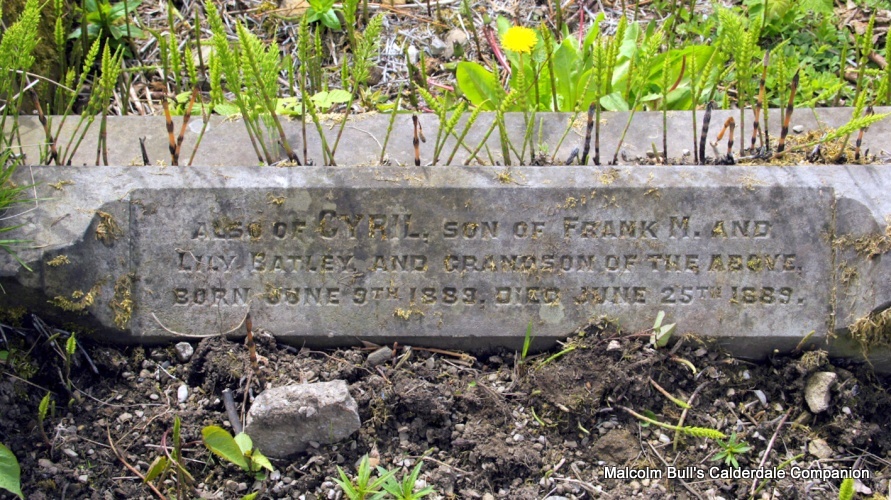 ALSO OF CYRIL, SON OF FRANK M. AND
LILY BATLEY, AND GRANDSON OF THE ABOVE,
BORN JUNE 9TH 1889, DIED JUNE 25TH 1889.
Malcolm Bull's Calderdale Companion